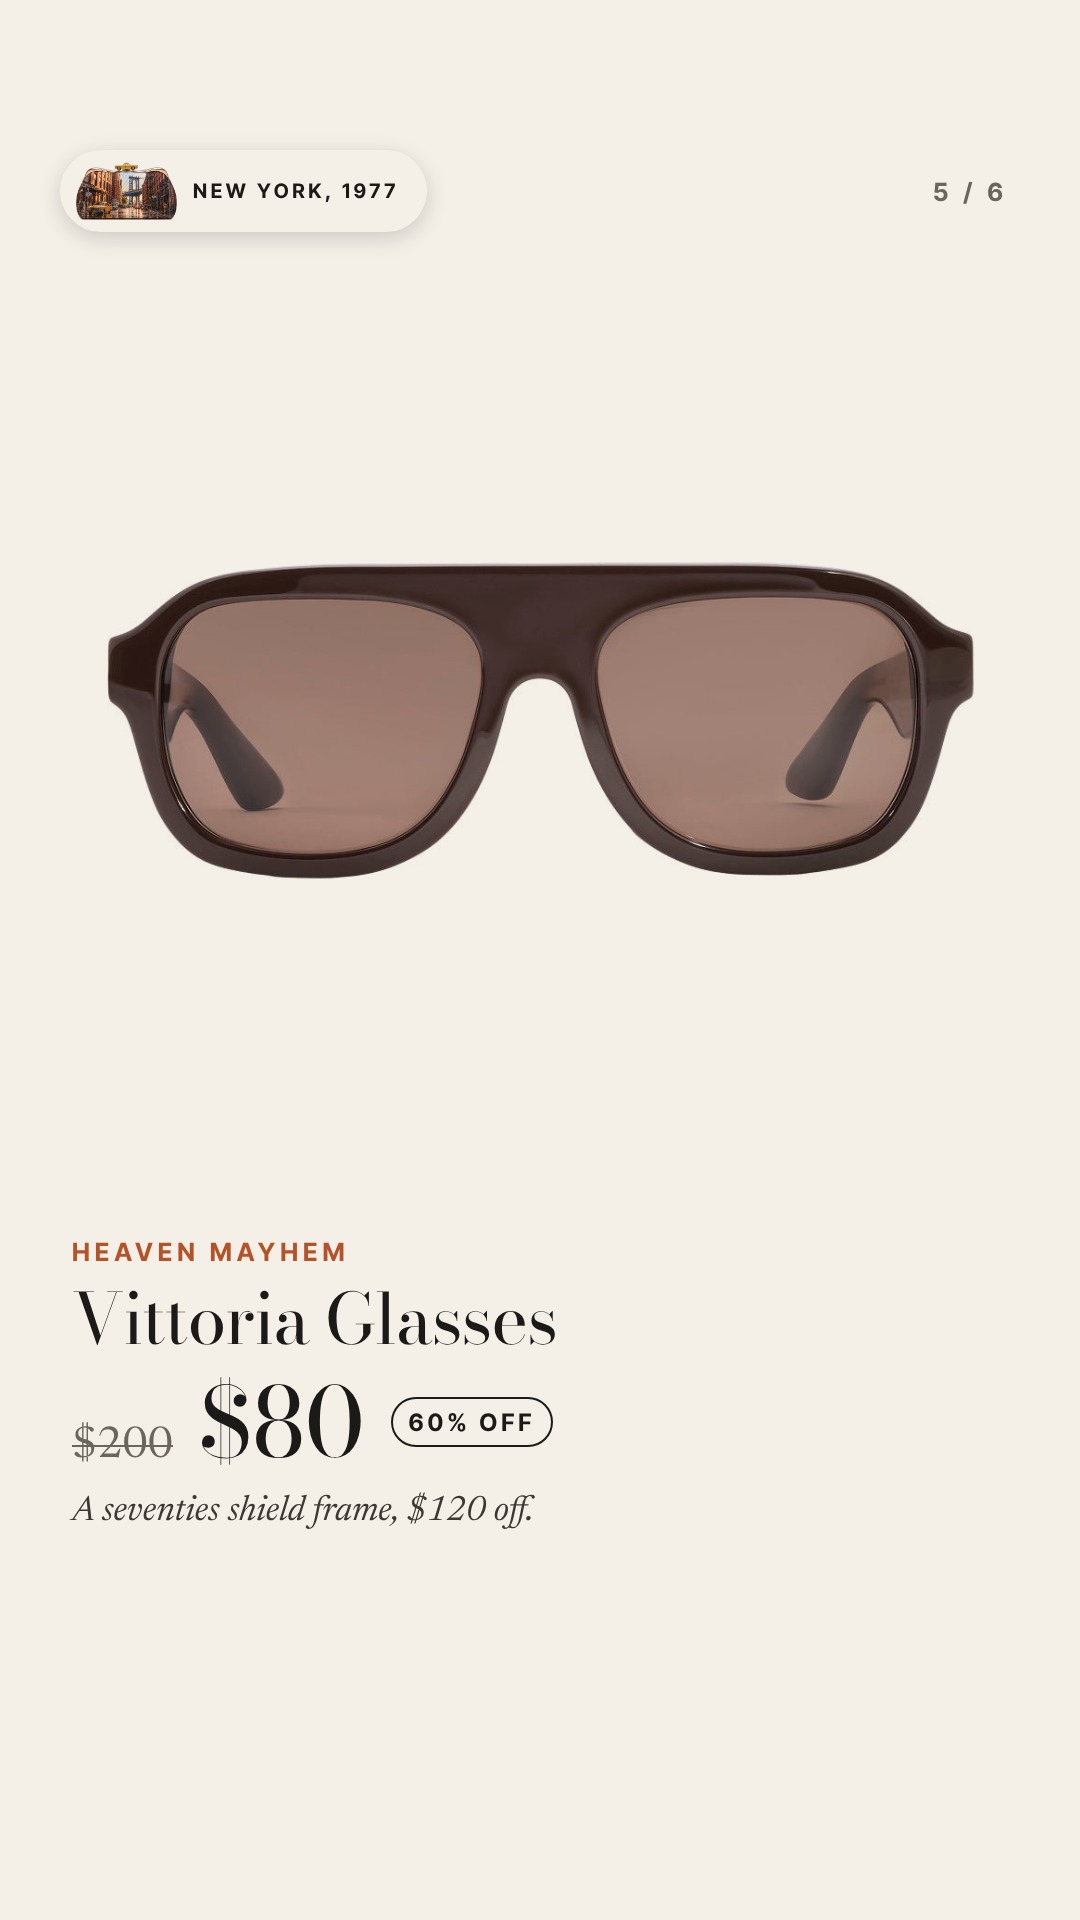 NEW YORK, 1977
5 / 6
HEAVEN MAYHEM
Vittoria Glasses
$200 $80 60% OFF
A seventies shield frame, $120 off.